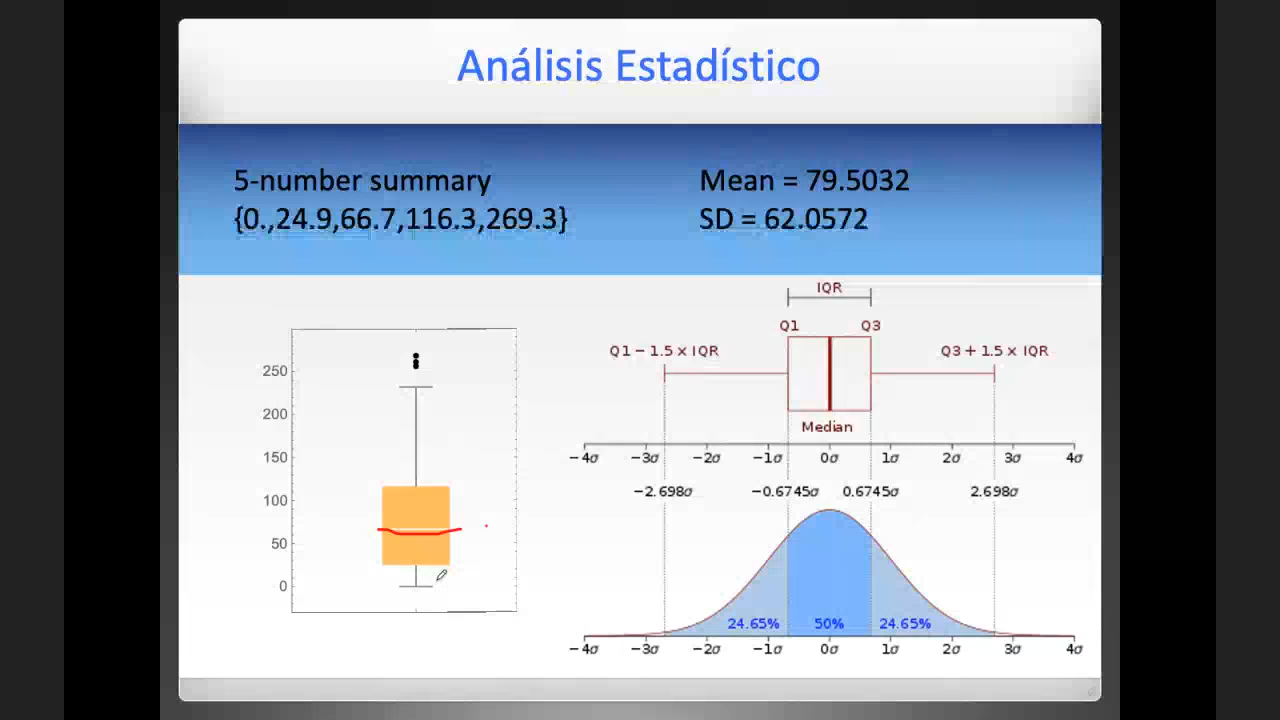 Análisis Estadístico
5-number summary
{0.,24.9,66.7,116.3,269.3}
Mean = 79.5032
SD = 62.0572
250
200
150
100
50
0
IQR
Q1 Q3
Q1 − 1.5 × IQR Q3 + 1.5 × IQR
Median
−4σ −3σ −2σ −1σ 0σ 1σ 2σ 3σ 4σ
−2.698σ −0.6745σ 0.6745σ 2.698σ
24.65% 50% 24.65%
−4σ −3σ −2σ −1σ 0σ 1σ 2σ 3σ 4σ